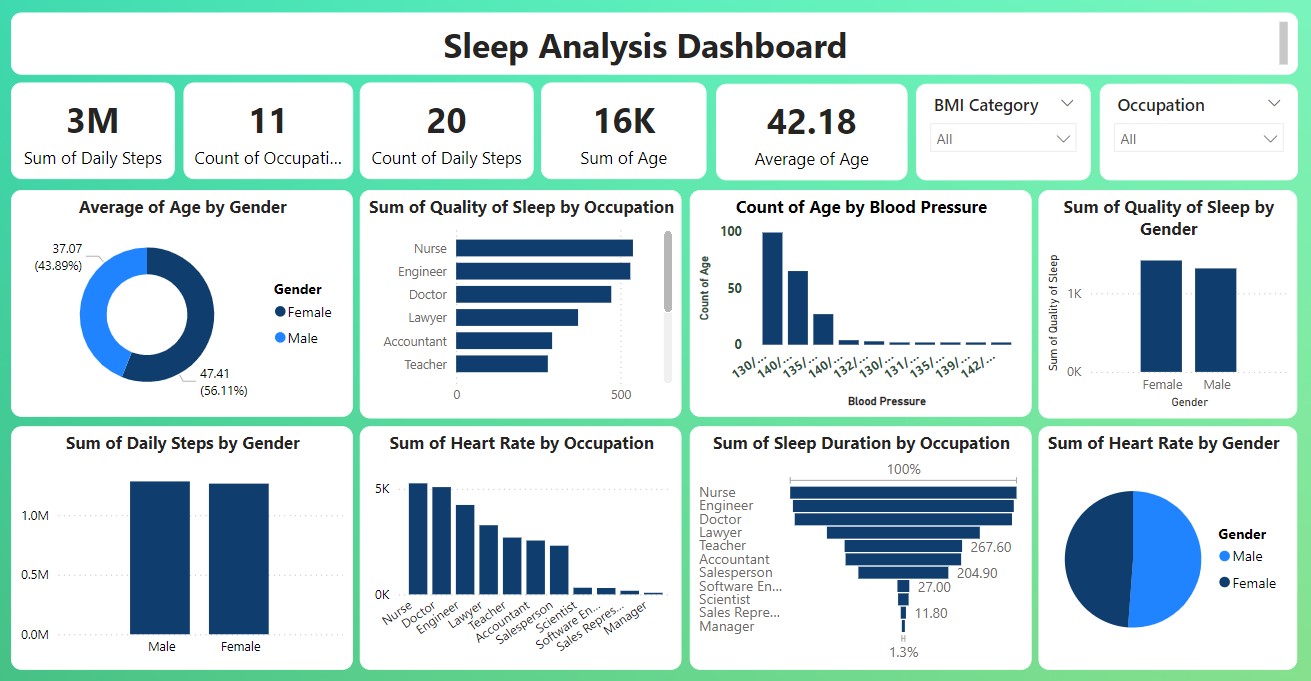 Sleep Analysis Dashboard
3M
Sum of Daily Steps
11
Count of Occupati...
20
Count of Daily Steps
16K
Sum of Age
42.18
Average of Age
BMI Category
All
Occupation
All
Average of Age by Gender
37.07
(43.89%)
47.41
(56.11%)
Gender
Female
Male
Sum of Quality of Sleep by Occupation
Nurse
Engineer
Doctor
Lawyer
Accountant
Teacher
0
500
Count of Age by Blood Pressure
Count of Age
100
50
0
130/...
140/...
135/...
140/...
132/...
130/...
131/...
135/...
139/...
142/...
Blood Pressure
Sum of Quality of Sleep by
Gender
Sum of Quality of Sleep
1K
0K
Female
Male
Gender
Sum of Daily Steps by Gender
1.0M
0.5M
0.0M
Male
Female
Sum of Heart Rate by Occupation
5K
0K
Nurse
Doctor
Engineer
Lawyer
Teacher
Accountant
Salesperson
Scientist
Software En...
Sales Repres...
Manager
Sum of Sleep Duration by Occupation
100%
Nurse
Engineer
Doctor
Lawyer
Teacher
267.60
Accountant
Salesperson
204.90
Software En...
27.00
Scientist
Sales Repre...
11.80
Manager
1.3%
Sum of Heart Rate by Gender
Gender
Male
Female